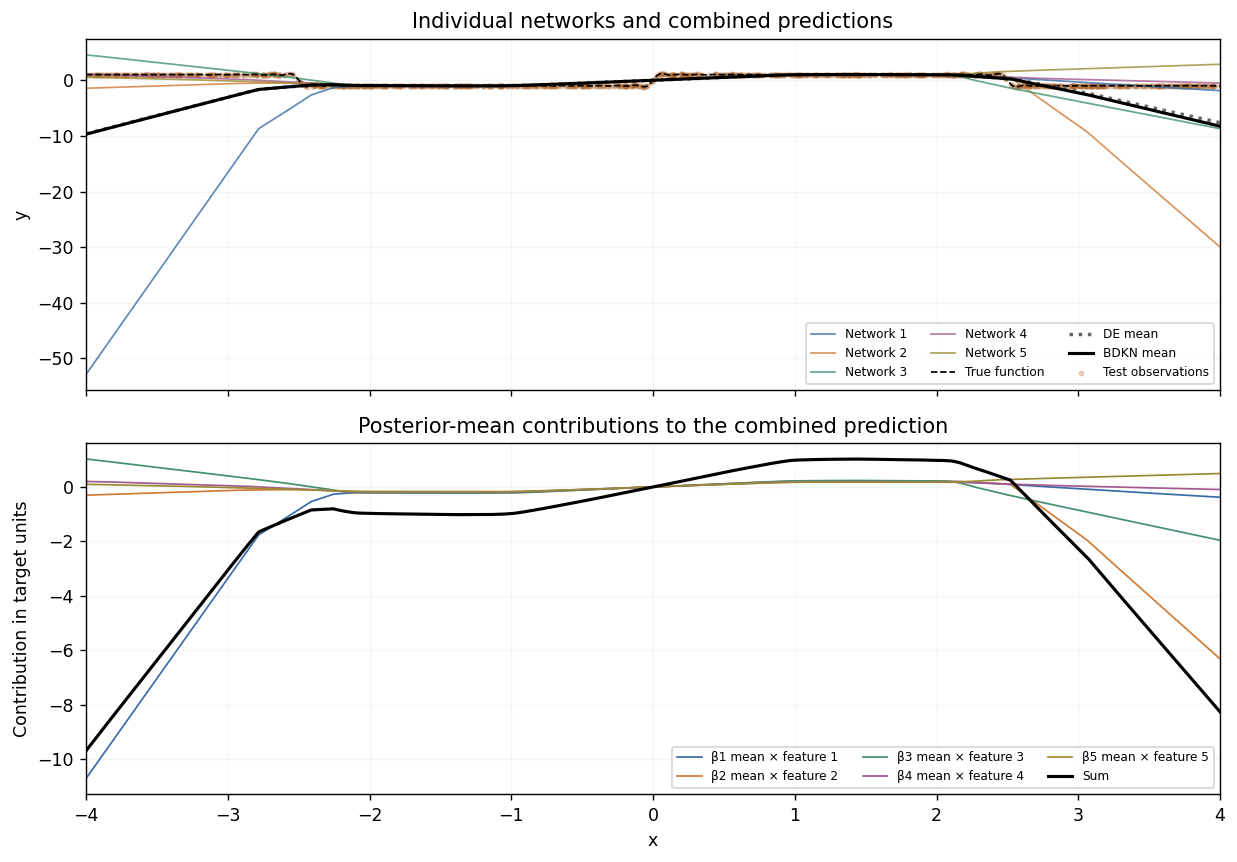 Individual networks and combined predictions
0
−10
−20
−30
−40
−50
y
Network 1 Network 4 DE mean
Network 2 Network 5 BDKN mean
Network 3 True function Test observations
Posterior-mean contributions to the combined prediction
0
−2
−4
−6
−8
−10
Contribution in target units
β1 mean × feature 1 β3 mean × feature 3 β5 mean × feature 5
β2 mean × feature 2 β4 mean × feature 4 Sum
−4 −3 −2 −1 0 1 2 3 4
x